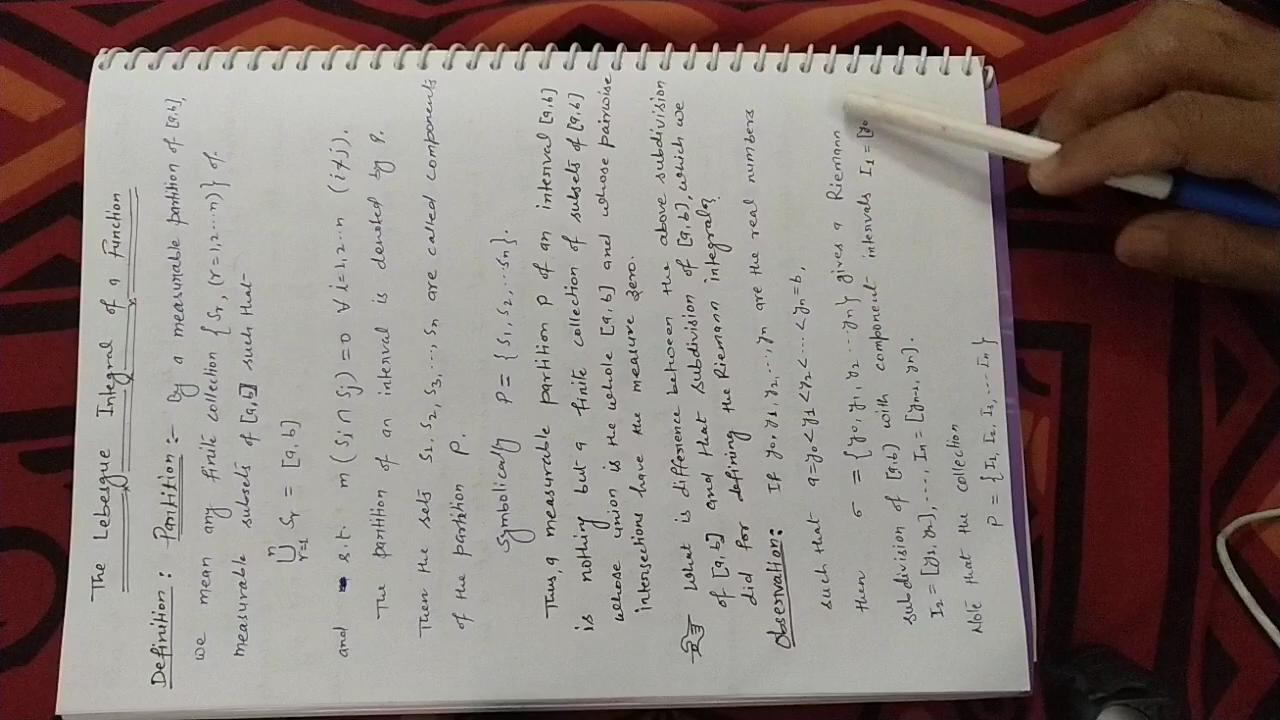 The Lebesgue Integral of a Function
Definition: Partition:- By a measurable partition of [a,b],
we mean any finite collection {Sr, (r=1,2...n)} of
measurable subsets of [a,b] such that-
n⋃r=1 Sr = [a,b]
and s.t. m(Si ∩ Sj) = 0 ∀ i=1,2...n (i≠j).
The partition of an interval is denoted by P.
Then the sets S1, S2, S3, ..., Sn are called components
of the partition P.
Symbolically P = {S1, S2, ... Sn}.
Thus, a measurable partition P of an interval [a,b]
is nothing but a finite collection of subsets of [a,b]
whose union is the whole [a,b] and whose pairwise
intersections have the measure zero.
What is difference between the above subdivision
of [a,b] and that subdivision of [a,b], which we
did for defining the Riemann integral?
Observation: If y0, y1, y2, ..., yn are the real numbers
such that a=y0<y1<y2<...<yn=b,
then σ = {y0, y1, y2 ... yn} gives a Riemann
subdivision of [a,b] with component intervals I1 = [y0
I2 = [y1, y2], ..., In = [yn-1, yn].
Note that the collection
P = {I1, I2, I3, ... In}